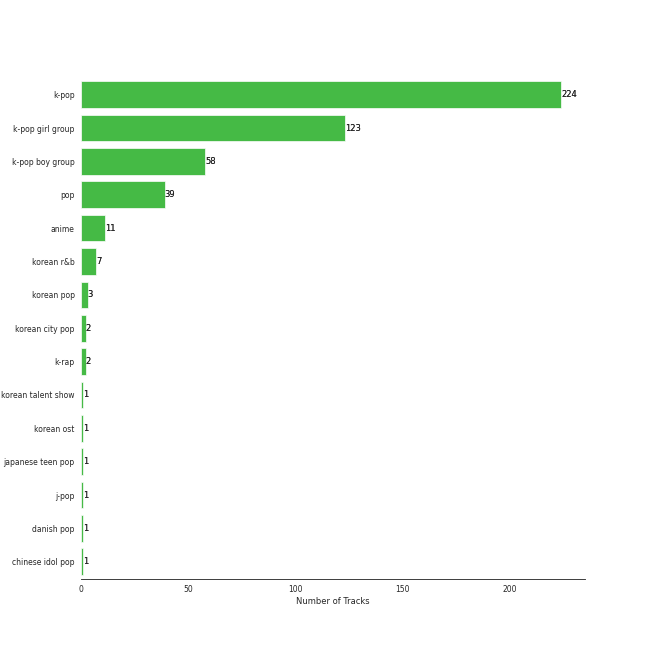 k-pop 224
k-pop girl group 123
k-pop boy group 58
pop 39
anime 11
korean r&b 7
korean pop 3
korean city pop 2
k-rap 2
korean talent show 1
korean ost 1
japanese teen pop 1
j-pop 1
danish pop 1
chinese idol pop 1
0 50 100 150 200
Number of Tracks